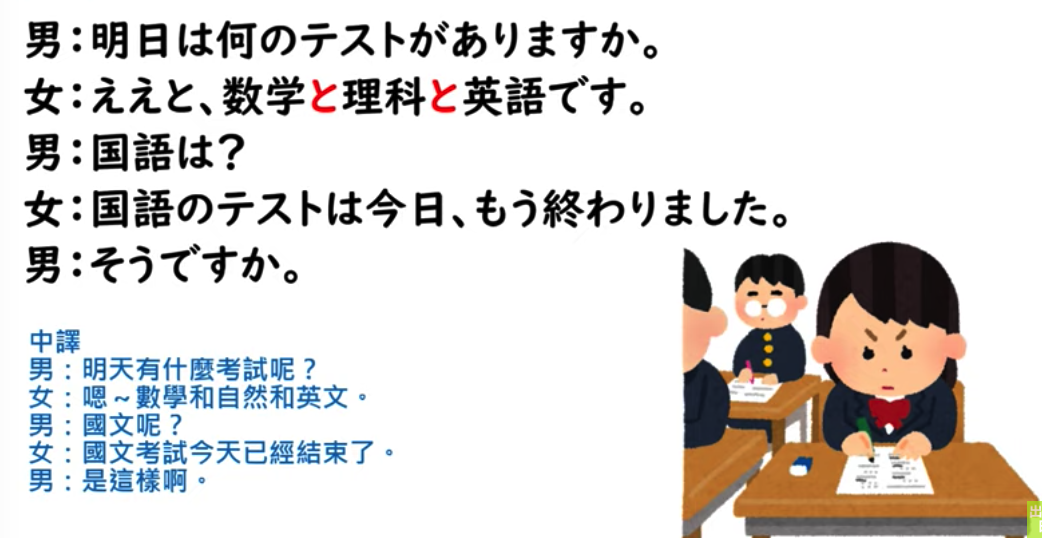 男：明日は何のテストがありますか。
女：ええと、数学と理科と英語です。
男：国語は？
女：国語のテストは今日、もう終わりました。
男：そうですか。
中譯
男：明天有什麼考試呢？
女：嗯～數學和自然和英文。
男：國文呢？
女：國文考試今天已經結束了。
男：是這樣啊。